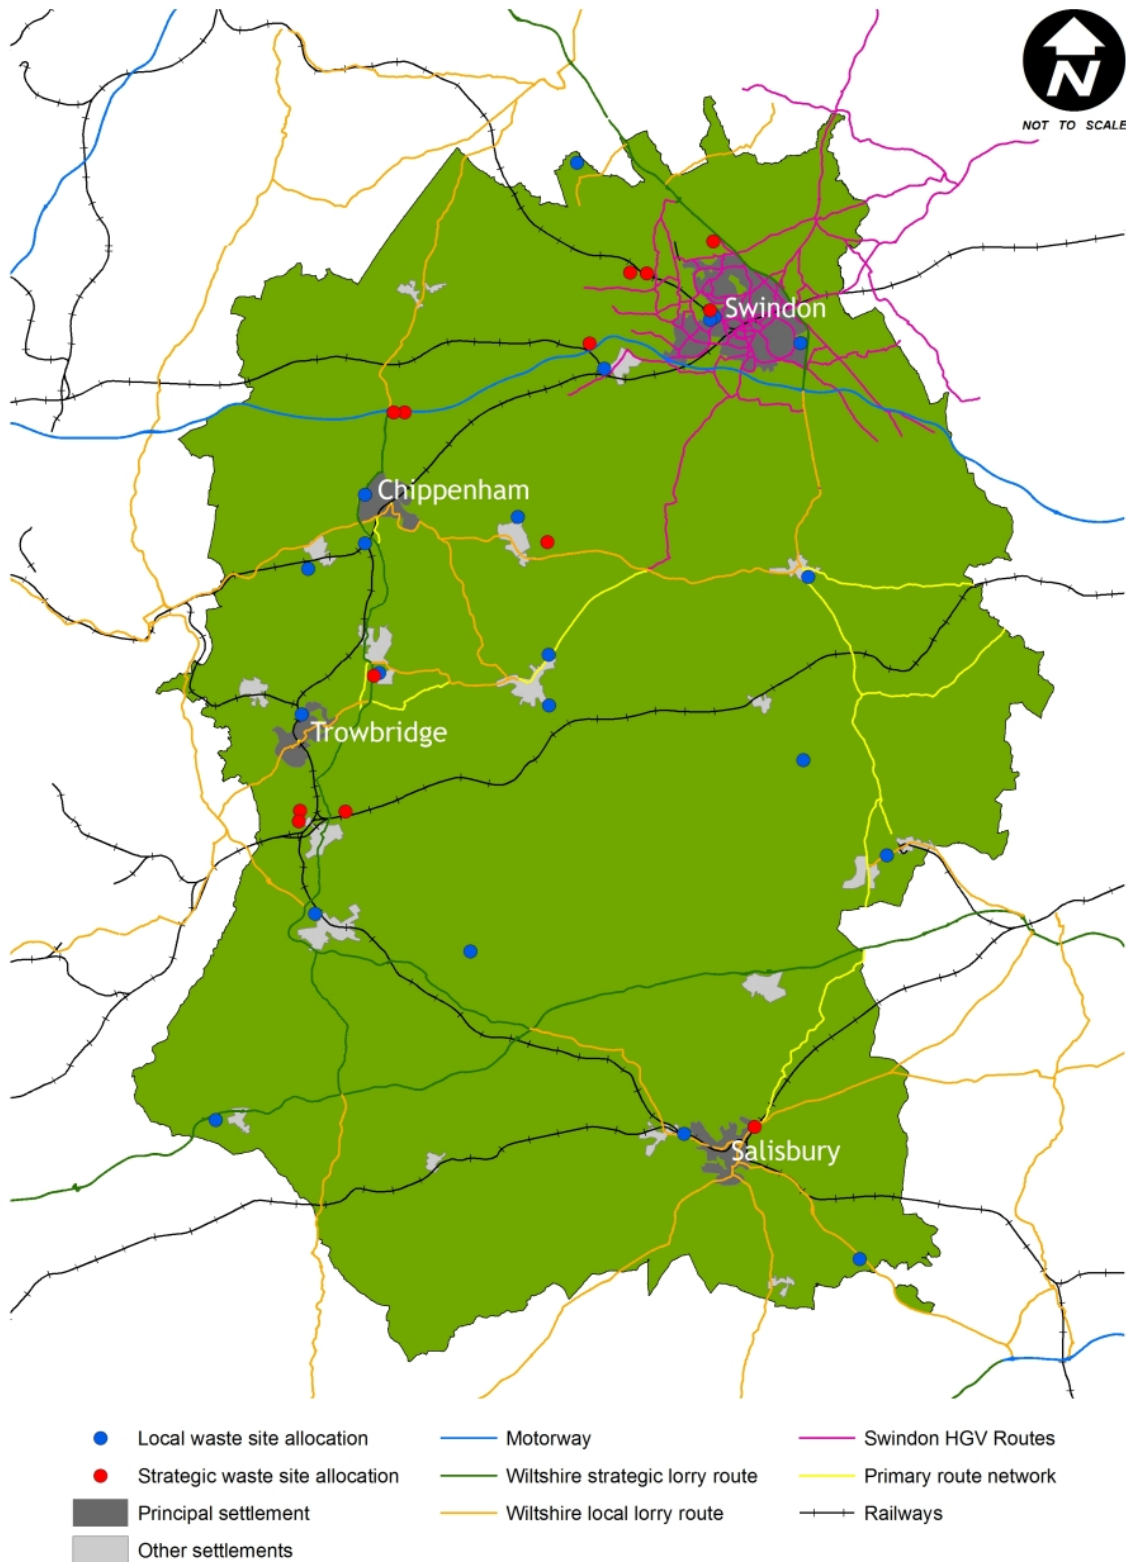 N
NOT TO SCALE
Swindon
Chippenham
Trowbridge
Salisbury
Local waste site allocation
Motorway
Swindon HGV Routes
Strategic waste site allocation
Wiltshire strategic lorry route
Primary route network
Principal settlement
Wiltshire local lorry route
Railways
Other settlements